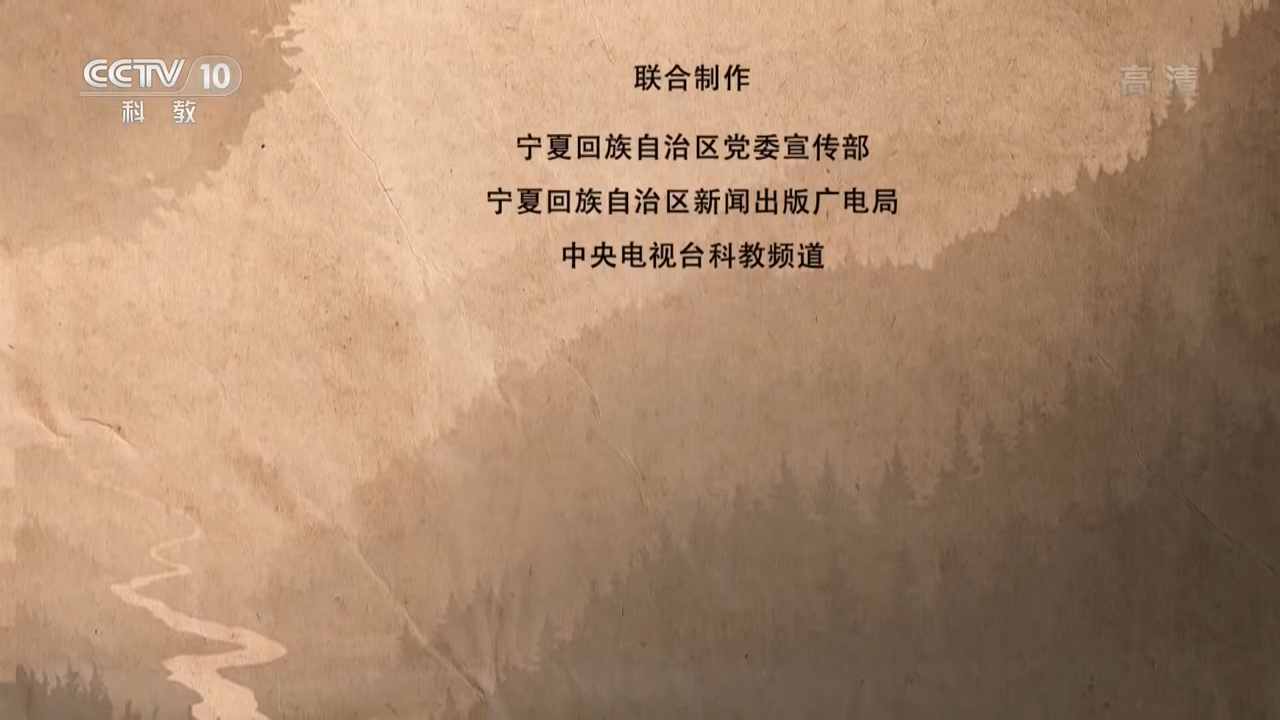 CCTV 10
科教
高清
联合制作
宁夏回族自治区党委宣传部
宁夏回族自治区新闻出版广电局
中央电视台科教频道